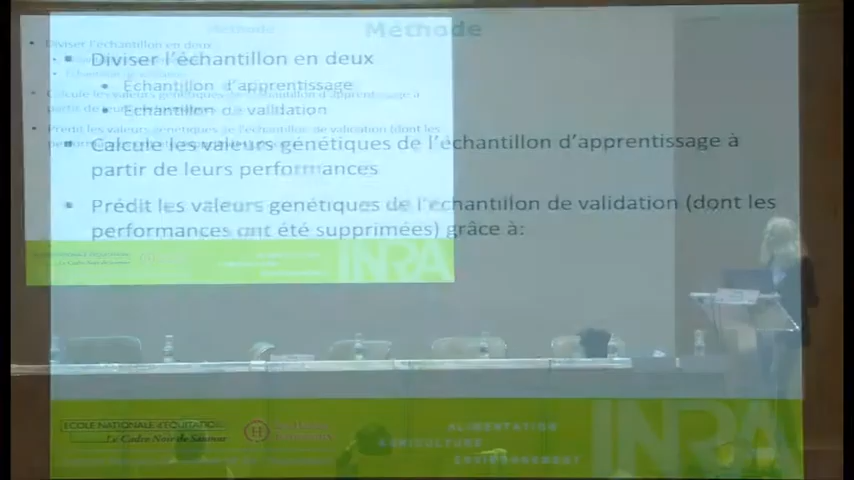 Méthode
Diviser l'échantillon en deux
Echantillon d'apprentissage
Echantillon de validation
Calcule les valeurs génétiques de l'échantillon d'apprentissage à
partir de leurs performances
Prédit les valeurs génétiques de l'échantillon de validation (dont les
performances ont été supprimées) grâce à:
ECOLE NATIONALE D'EQUITATION
Le Cadre Noir de Saumur
ALIMENTATION
AGRICULTURE
ENVIRONNEMENT
INRA